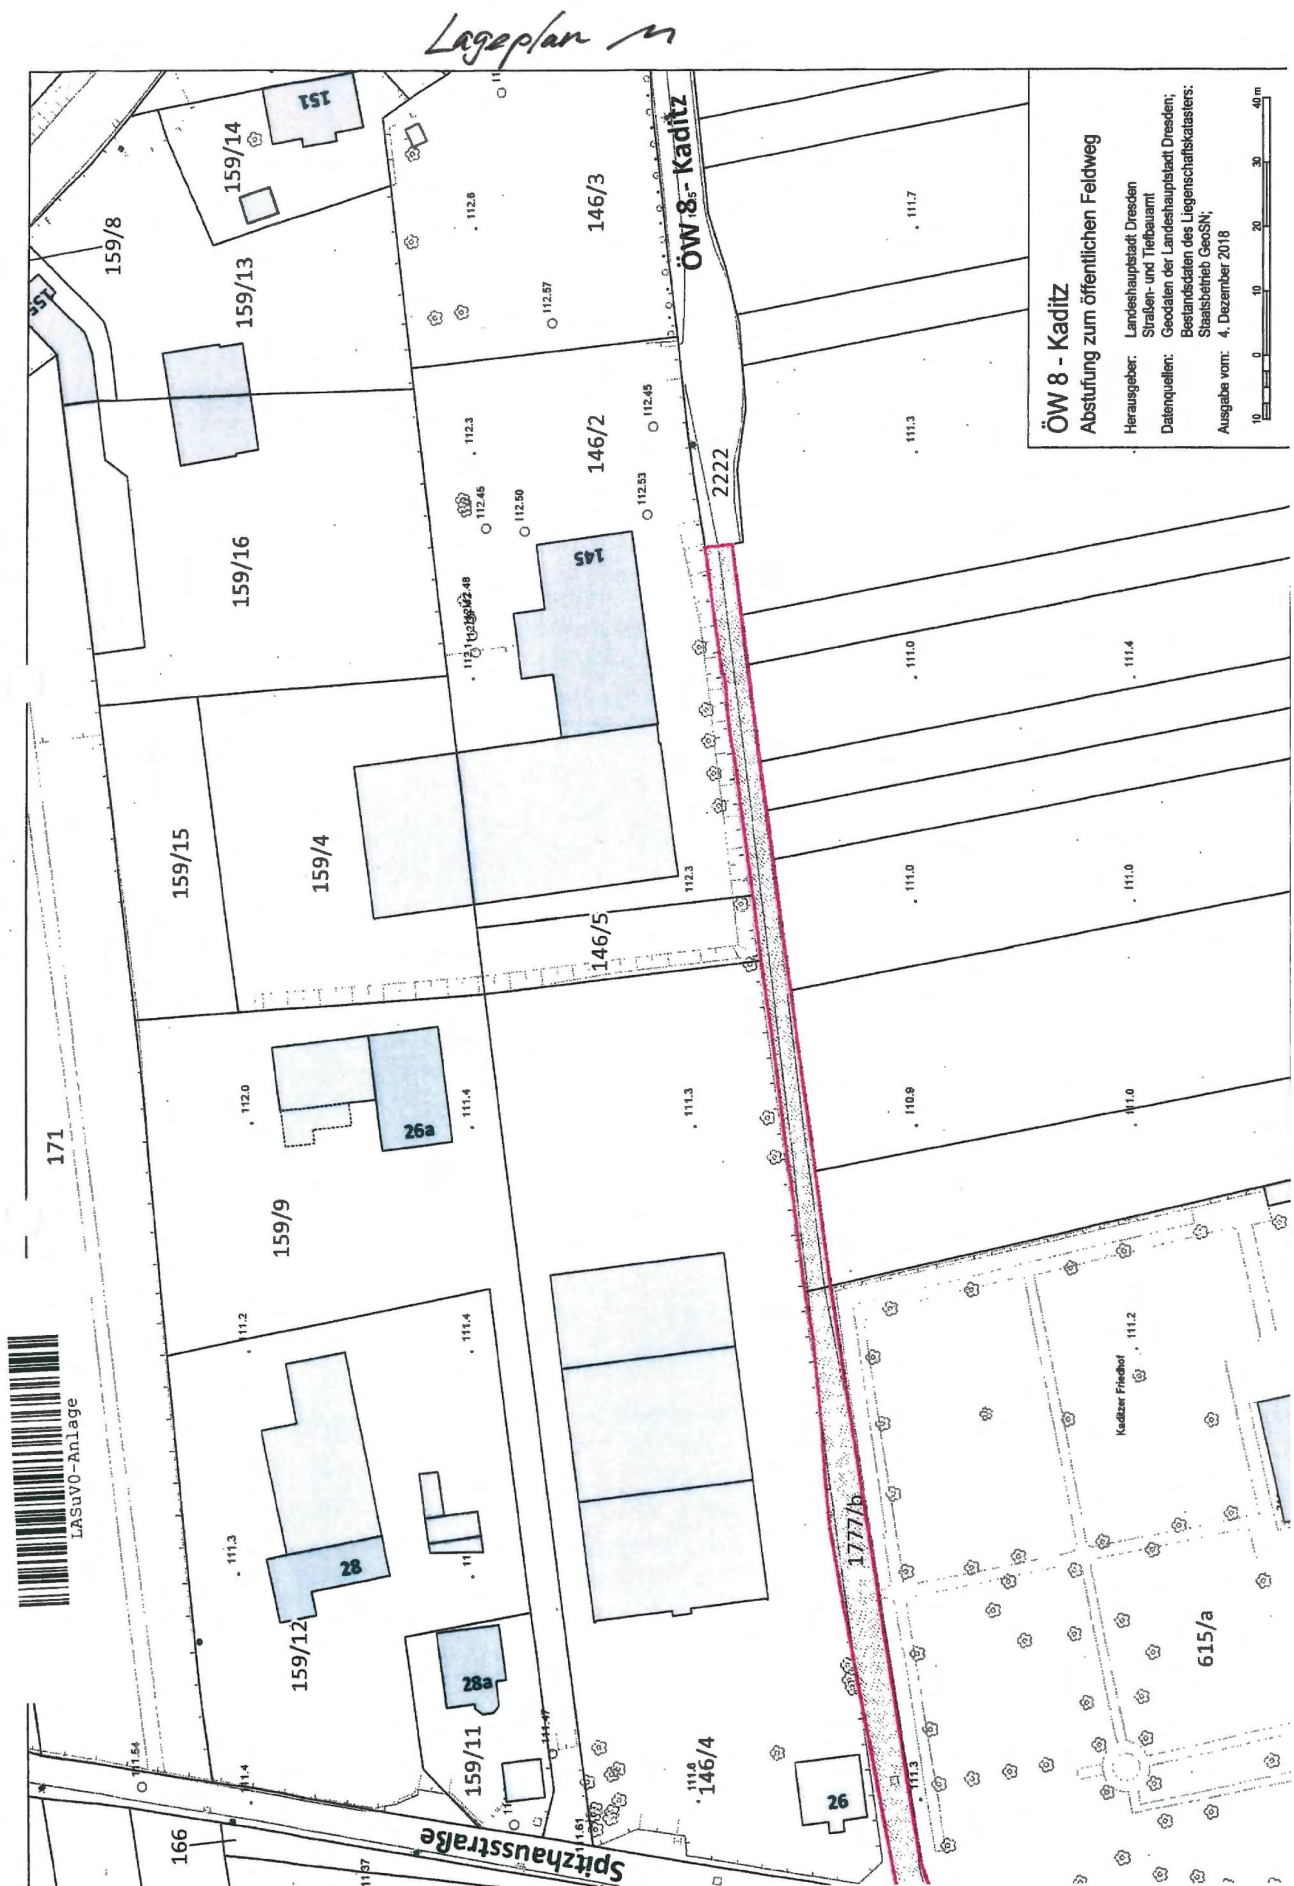 Lageplan
ÖW 8 - Kaditz
Abstufung zum öffentlichen Feldweg
Herausgeber: Landeshauptstadt Dresden
Straßen- und Tiefbauamt
Datenquellen: Geodaten der Landeshauptstadt Dresden;
Bestandsdaten des Liegenschaftskatasters:
Staatsbetrieb GeoSN;
Ausgabe vom: 4. Dezember 2018
10 0 10 20 30 40 m
LASuV0-Anlage
ÖW 8 - Kaditz
151
159/14
159/8
155
159/13
146/3
112.6
112.57
111.7
159/16
112.3
146/2
112.45
112.45
112.50
112.53
2222
111.3
145
171
159/15
159/4
146/5
112.3
111.0
111.4
111.0
111.0
112.0
26a
111.4
159/9
111.3
110.9
111.0
111.2
111.4
111.3
28
159/12
1777/b
Kaditzer Friedhof
111.2
615/a
28a
159/11
111.54
111.4
111.47
111.61
111.6
146/4
26
111.3
166
Spitzhausstraße